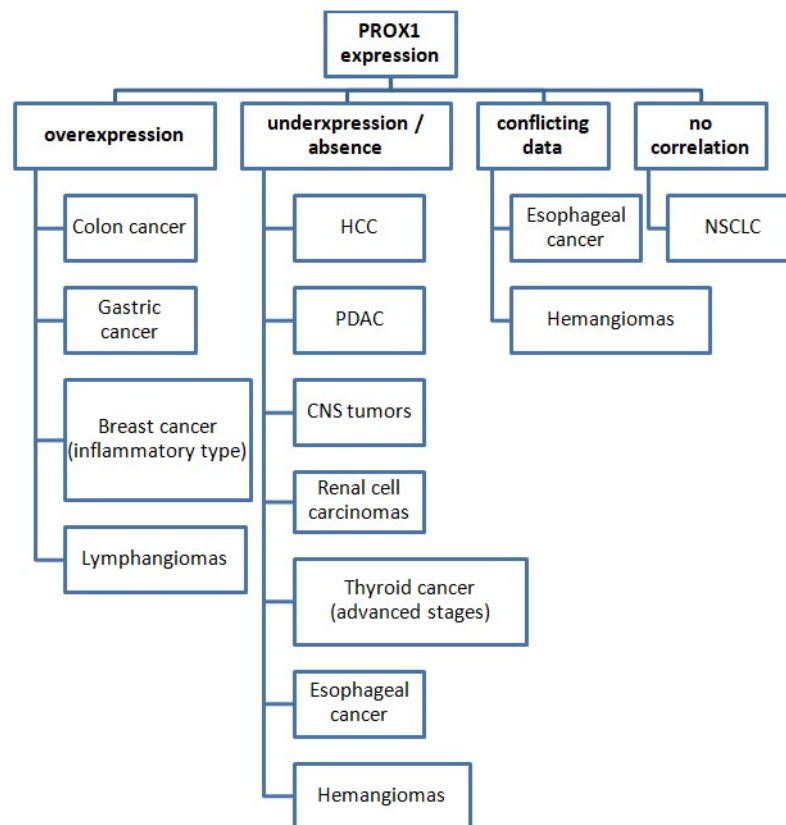 PROX1
expression
overexpression
underxpression /
absence
conflicting
data
no
correlation
Colon cancer
Gastric
cancer
Breast cancer
(inflammatory type)
Lymphangiomas
HCC
PDAC
CNS tumors
Renal cell
carcinomas
Thyroid cancer
(advanced stages)
Esophageal
cancer
Hemangiomas
Esophageal
cancer
Hemangiomas
NSCLC